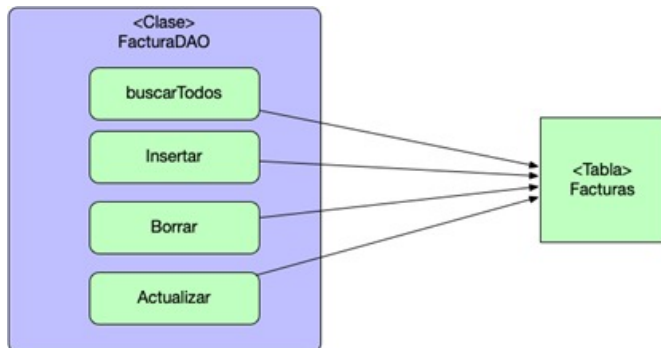 <Clase>
FacturaDAO
buscarTodos
Insertar
Borrar
Actualizar
<Tabla>
Facturas